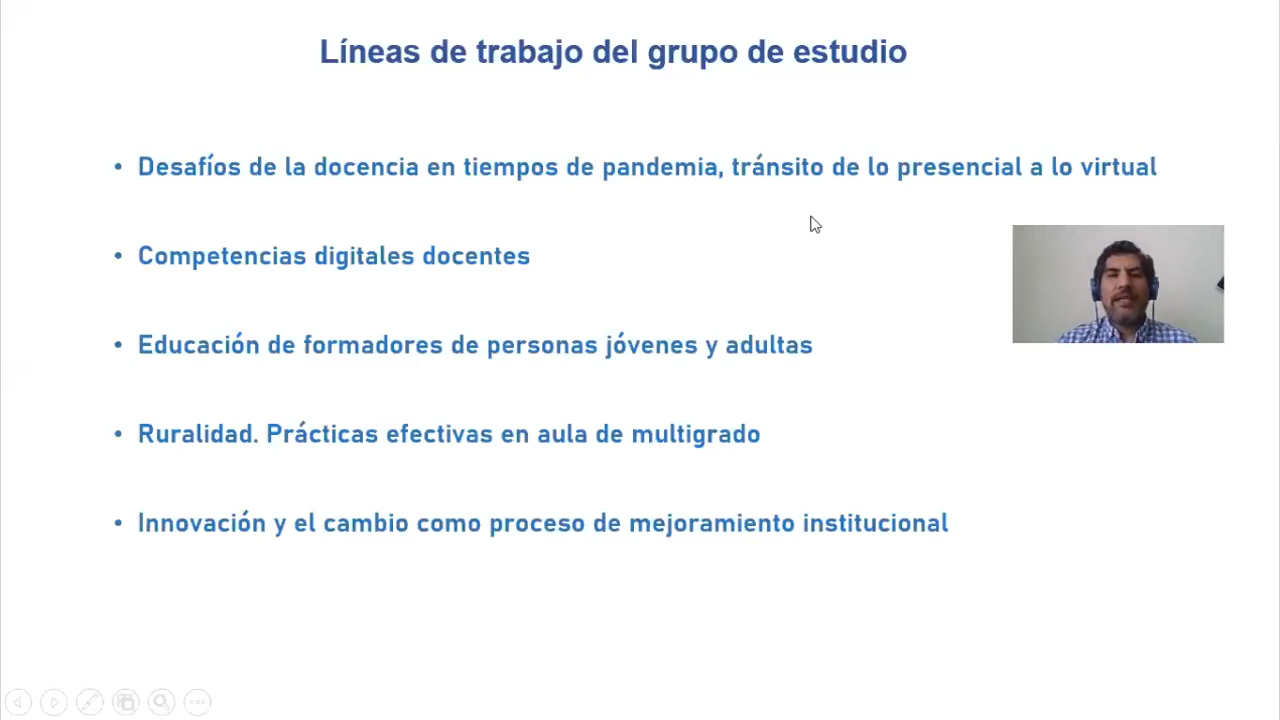 Líneas de trabajo del grupo de estudio
• Desafíos de la docencia en tiempos de pandemia, tránsito de lo presencial a lo virtual
• Competencias digitales docentes
• Educación de formadores de personas jóvenes y adultas
• Ruralidad. Prácticas efectivas en aula de multigrado
• Innovación y el cambio como proceso de mejoramiento institucional